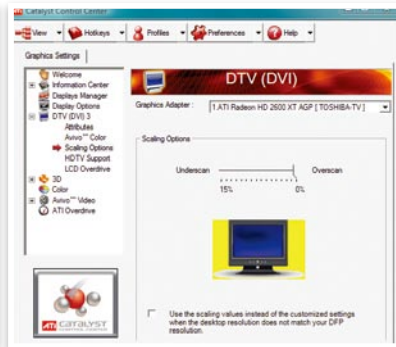 Catalyst Control Center
View Hotkeys Profiles Preferences Help
Graphics Settings
Welcome
Information Center
Displays Manager
Display Options
DTV (DVI) 3
Attributes
Avivo™ Color
Scaling Options
HDTV Support
LCD Overdrive
3D
Color
Avivo™ Video
ATI Overdrive
DTV (DVI)
Graphics Adapter :
1.ATI Radeon HD 2600 XT AGP [ TOSHIBA-TV ]
Scaling Options
Underscan Overscan
15% 0%
Use the scaling values instead of the customized settings
when the desktop resolution does not match your DFP
resolution.
ATI CATALYST
CONTROL CENTER